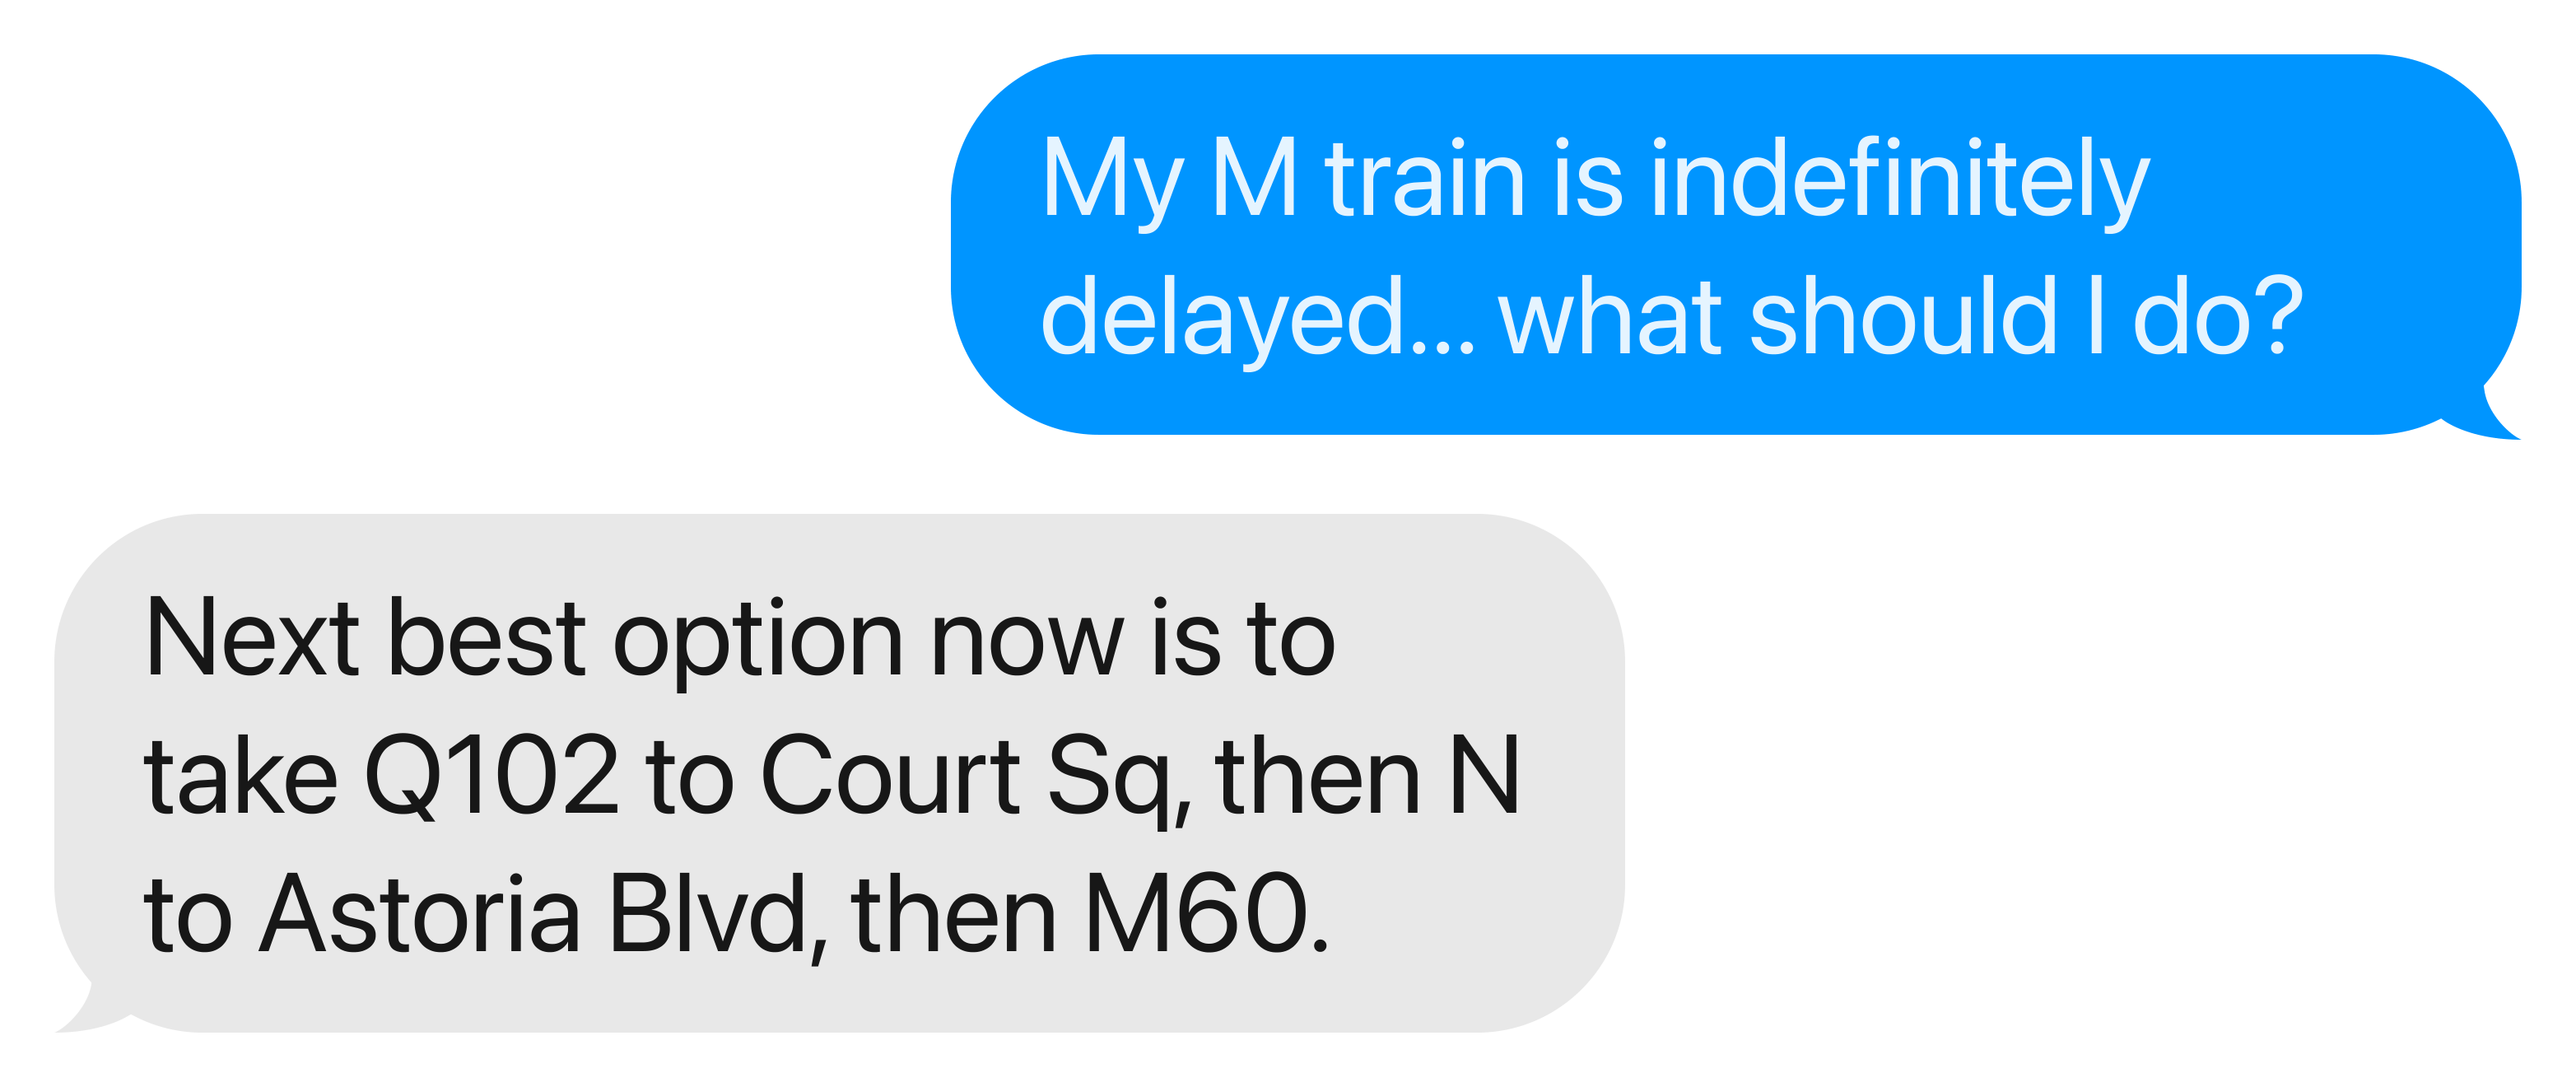 My M train is indefinitely
delayed... what should I do?
Next best option now is to
take Q102 to Court Sq, then N
to Astoria Blvd, then M60.